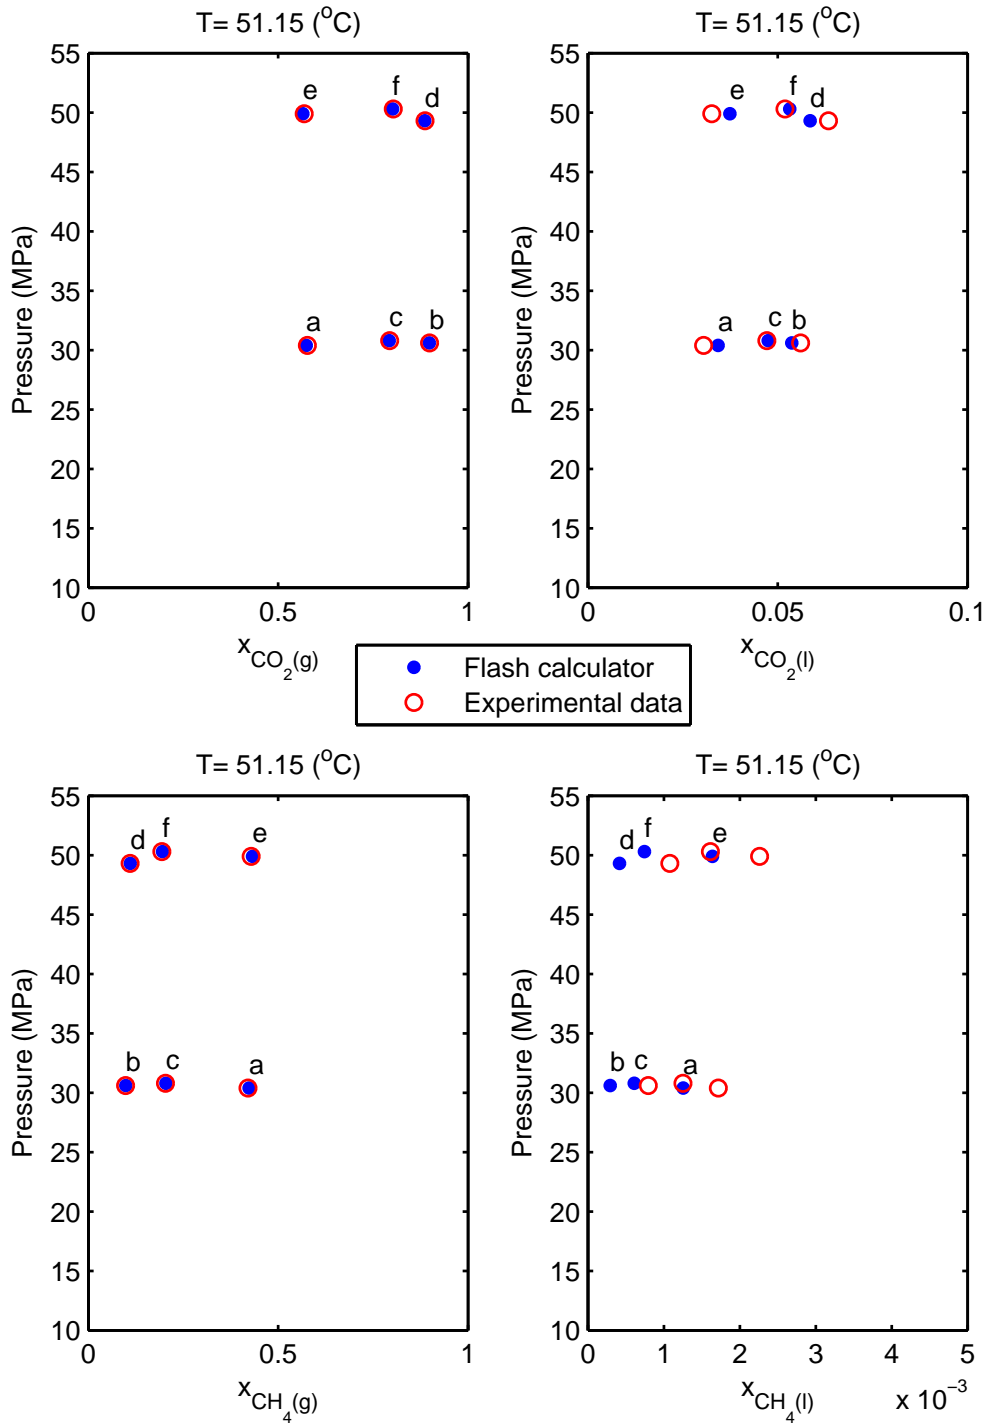 T= 51.15 (°C)
55
50
45
40
35
30
25
20
15
10
Pressure (MPa)
e
f
d
a
c
b
0
0.5
1
xCO2(g)
T= 51.15 (°C)
55
50
45
40
35
30
25
20
15
10
Pressure (MPa)
e
f
d
a
c
b
0
0.05
0.1
xCO2(l)
Flash calculator
Experimental data
T= 51.15 (°C)
55
50
45
40
35
30
25
20
15
10
Pressure (MPa)
d
f
e
b
c
a
0
0.5
1
xCH4(g)
T= 51.15 (°C)
55
50
45
40
35
30
25
20
15
10
Pressure (MPa)
d
f
e
b
c
a
0
1
2
3
4
5
xCH4(l)
x 10⁻³